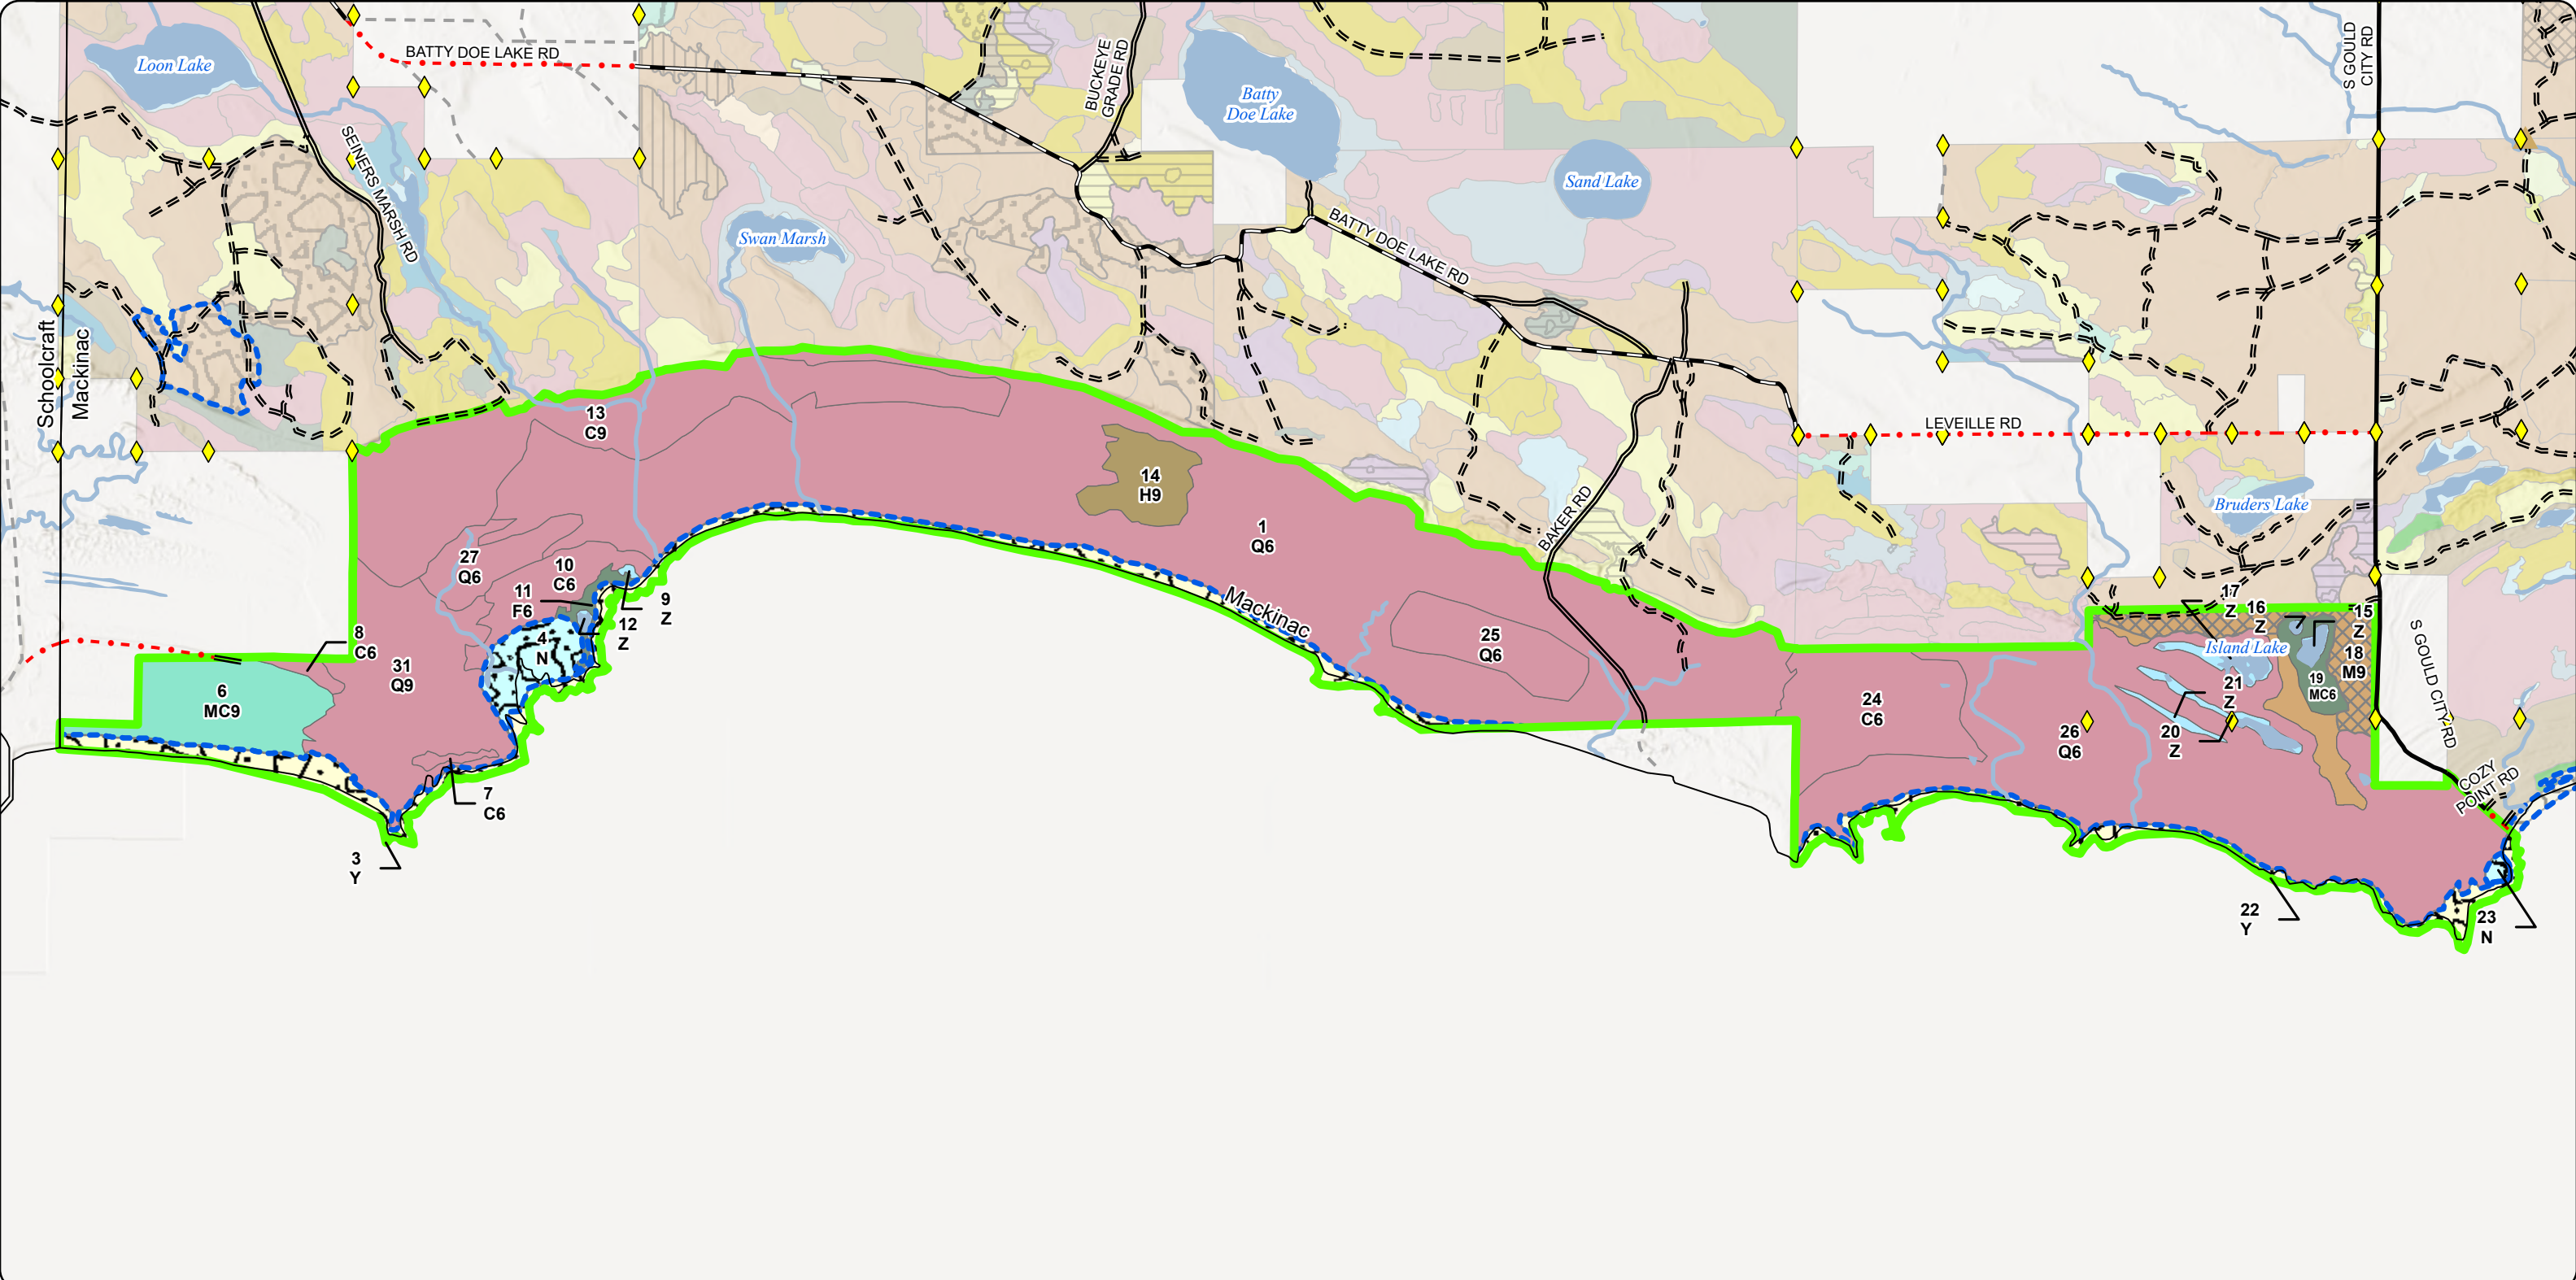 BATTY DOE LAKE RD
Loon Lake
BUCKEYE
GRADE RD
S GOULD
CITY RD
Batty
Doe Lake
SEINERS MARSH RD
Sand Lake
Swan Marsh
BATTY DOE LAKE RD
Schoolcraft
Mackinac
13
C9
LEVEILLE RD
14
H9
Bruders Lake
BAKER RD
1
Q6
27
Q6
10
C6
11
F6
9
Z
12
Z
4
N
Mackinac
25
Q6
17
Z
16
Z
15
Z
Island Lake
18
M9
19
MC6
S GOULD CITY RD
8
C6
31
Q9
6
MC9
21
Z
24
C6
26
Q6
20
Z
COZY
POINT RD
7
C6
3
Y
22
Y
23
N